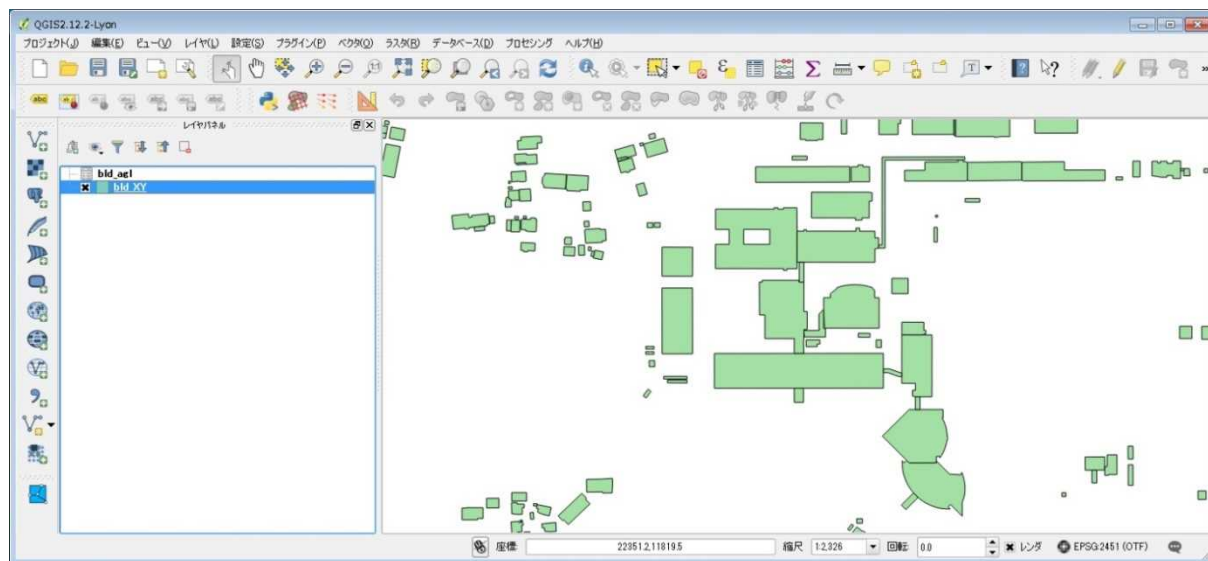 QGIS2.12.2-Lyon
プロジェクト(J) 編集(E) ビュー(V) レイヤ(L) 設定(S) プラグイン(P) ベクタ(O) ラスタ(R) データベース(D) プロセシング ヘルプ(H)
レイヤパネル
bld_agl
bld_XY
座標: 22351.2,11819.5 縮尺 1:2,326 回転: 0.0 レンダ EPSG:2451 (OTF)